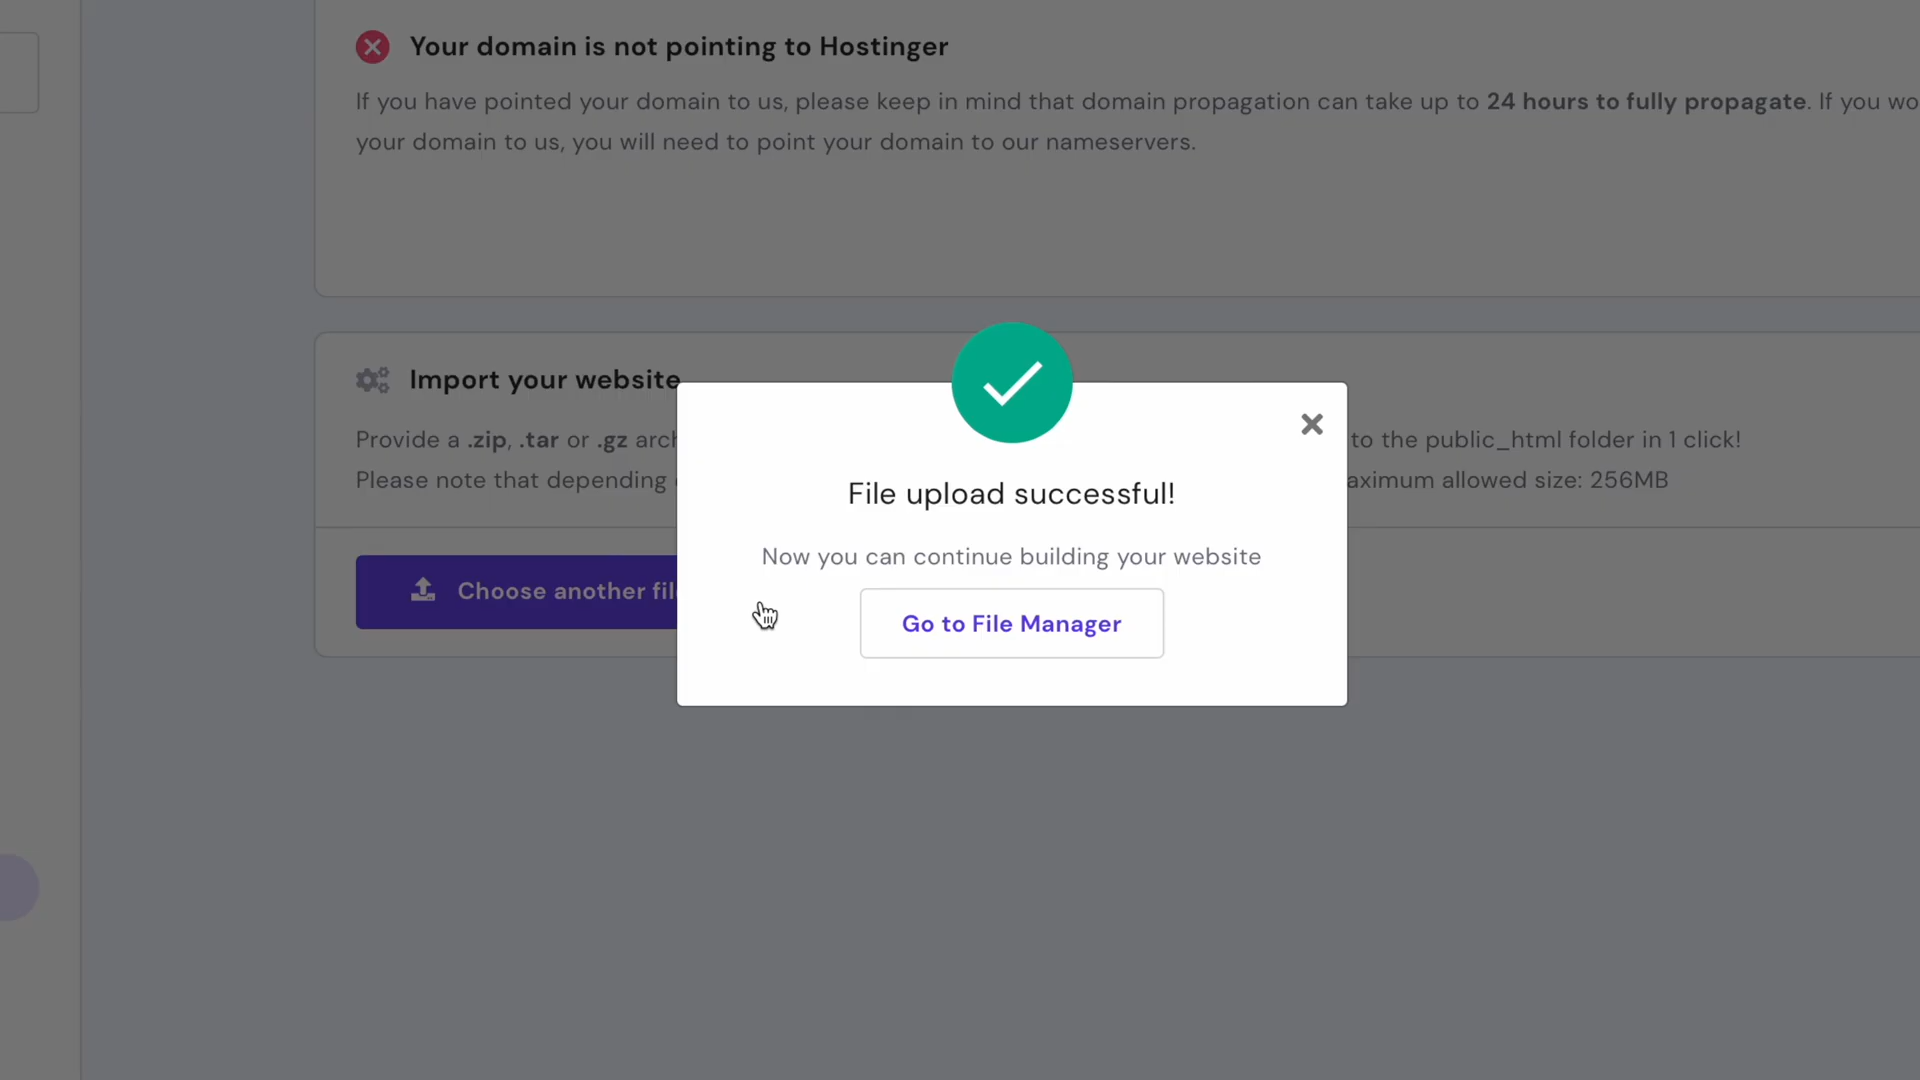 Your domain is not pointing to Hostinger
If you have pointed your domain to us, please keep in mind that domain propagation can take up to 24 hours to fully propagate. If you wo
your domain to us, you will need to point your domain to our nameservers.
Import your website
Provide a .zip, .tar or .gz arch
to the public_html folder in 1 click!
Please note that depending
aximum allowed size: 256MB
Choose another file
File upload successful!
Now you can continue building your website
Go to File Manager